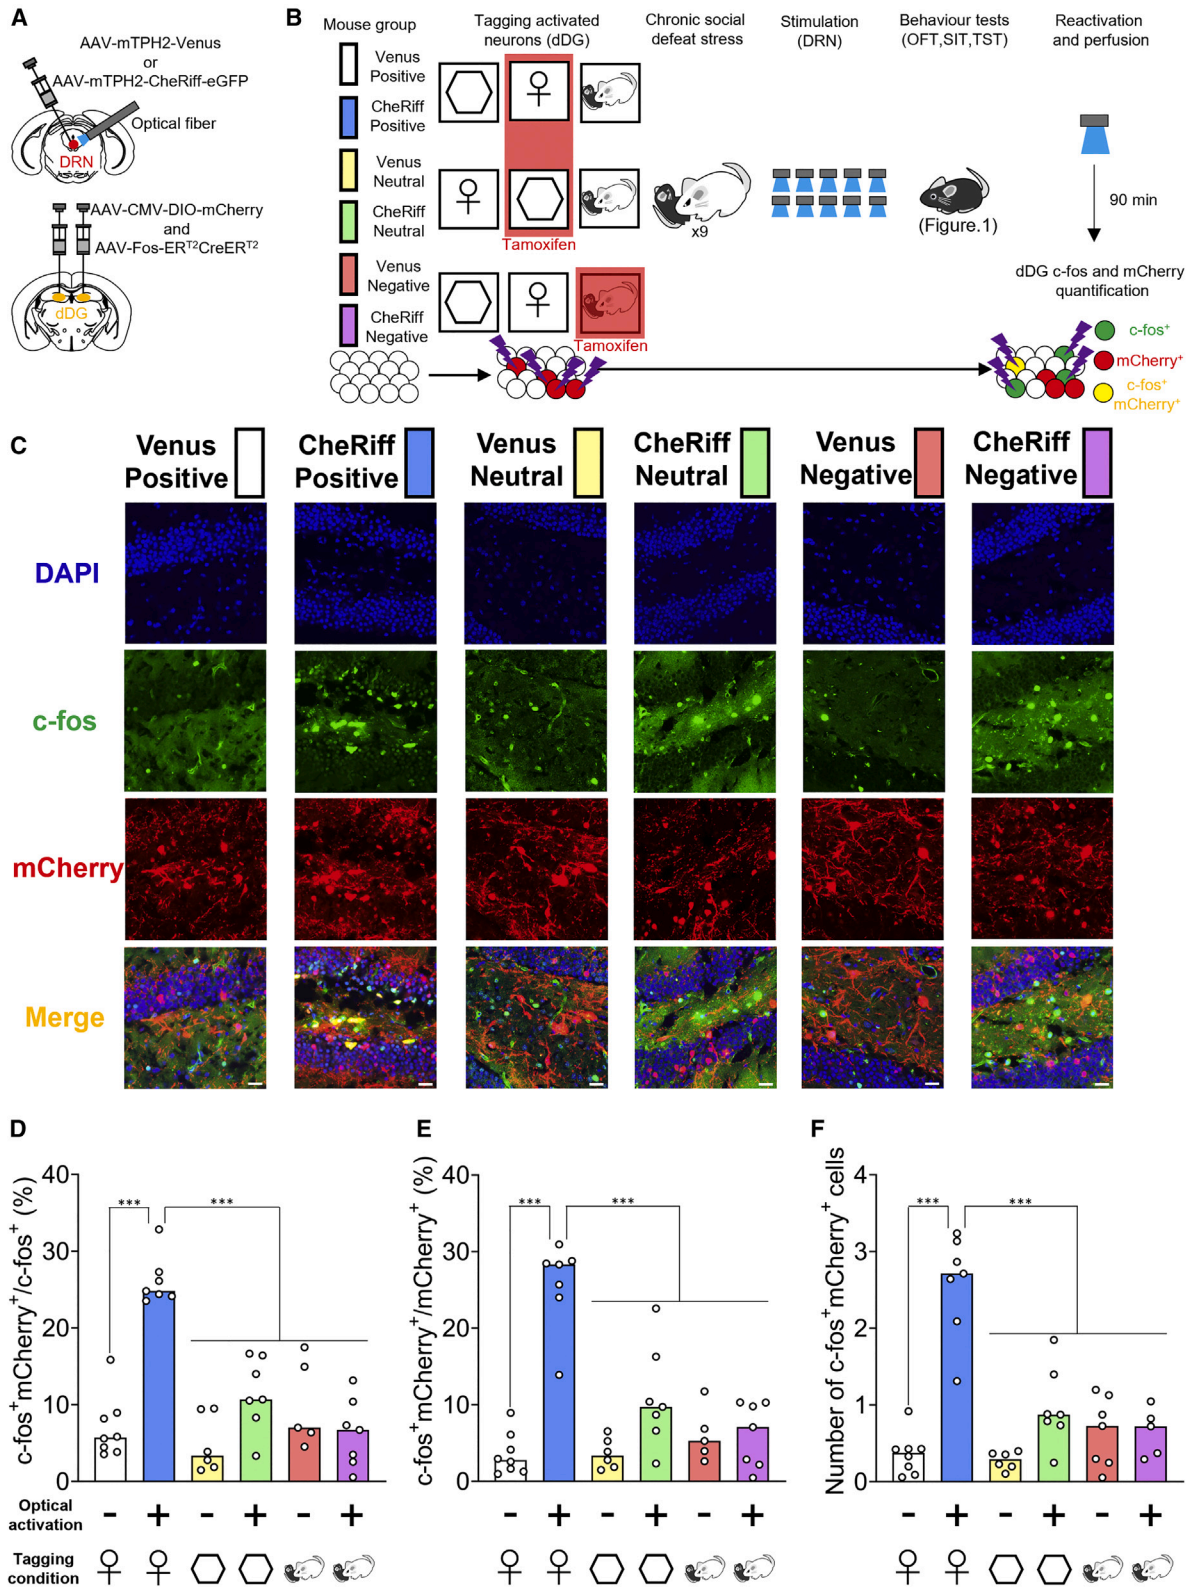 A
AAV-mTPH2-Venus
or
AAV-mTPH2-CheRiff-eGFP
Optical fiber
DRN
AAV-CMV-DIO-mCherry
and
AAV-Fos-ERT2CreERT2
dDG
B
Mouse group
Tagging activated
neurons (dDG)
Chronic social
defeat stress
Stimulation
(DRN)
Behaviour tests
(OFT,SIT,TST)
Reactivation
and perfusion
Venus
Positive
CheRiff
Positive
Venus
Neutral
CheRiff
Neutral
Venus
Negative
CheRiff
Negative
Tamoxifen
Tamoxifen
x9
(Figure.1)
90 min
dDG c-fos and mCherry
quantification
c-fos+
mCherry+
c-fos+
mCherry+
C
Venus
Positive
CheRiff
Positive
Venus
Neutral
CheRiff
Neutral
Venus
Negative
CheRiff
Negative
DAPI
c-fos
mCherry
Merge
D
c-fos+mCherry+/c-fos+ (%)
40
30
20
10
0
***
***
E
c-fos+mCherry+/mCherry+ (%)
40
30
20
10
0
***
***
F
Number of c-fos+mCherry+ cells
4
3
2
1
0
***
***
Optical
activation
- + - + - +
- + - + - +
- + - + - +
Tagging
condition